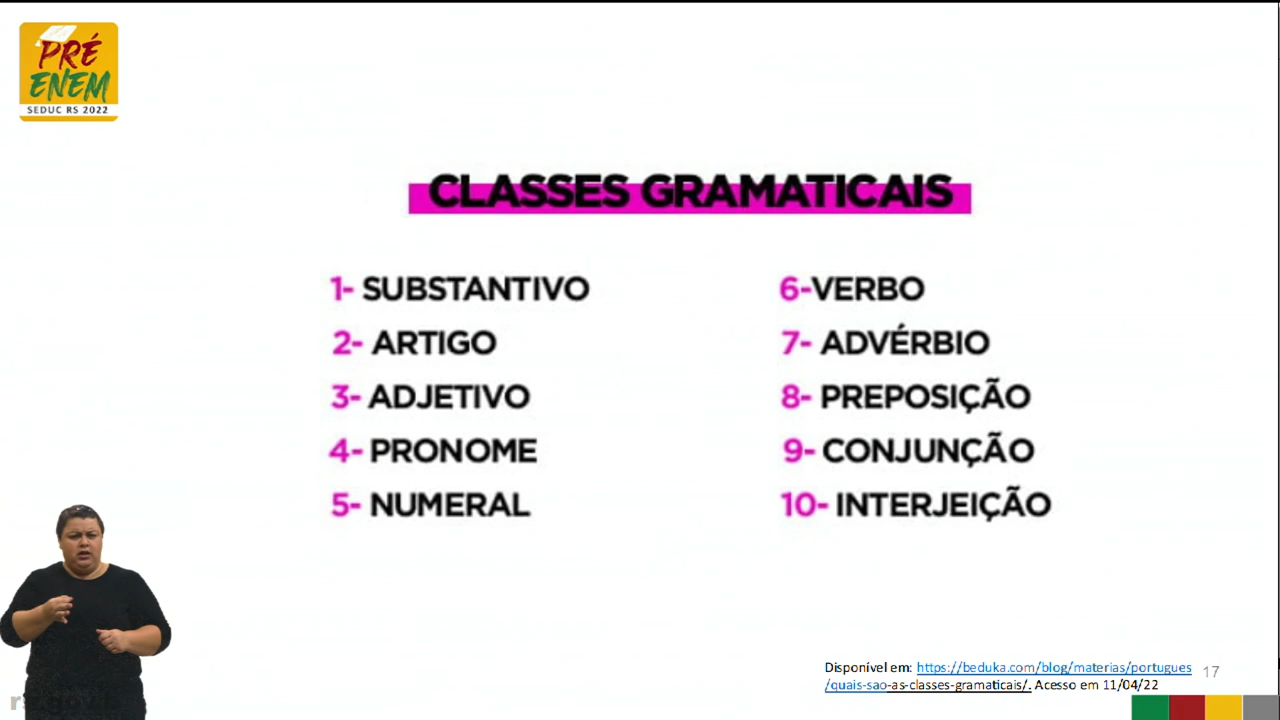 PRÉ
ENEM
SEDUC RS 2022
CLASSES GRAMATICAIS
1- SUBSTANTIVO
2- ARTIGO
3- ADJETIVO
4- PRONOME
5- NUMERAL
6-VERBO
7- ADVÉRBIO
8- PREPOSIÇÃO
9- CONJUNÇÃO
10- INTERJEIÇÃO
Disponível em: https://beduka.com/blog/materias/portugues
/quais-sao-as-classes-gramaticais/. Acesso em 11/04/22
17